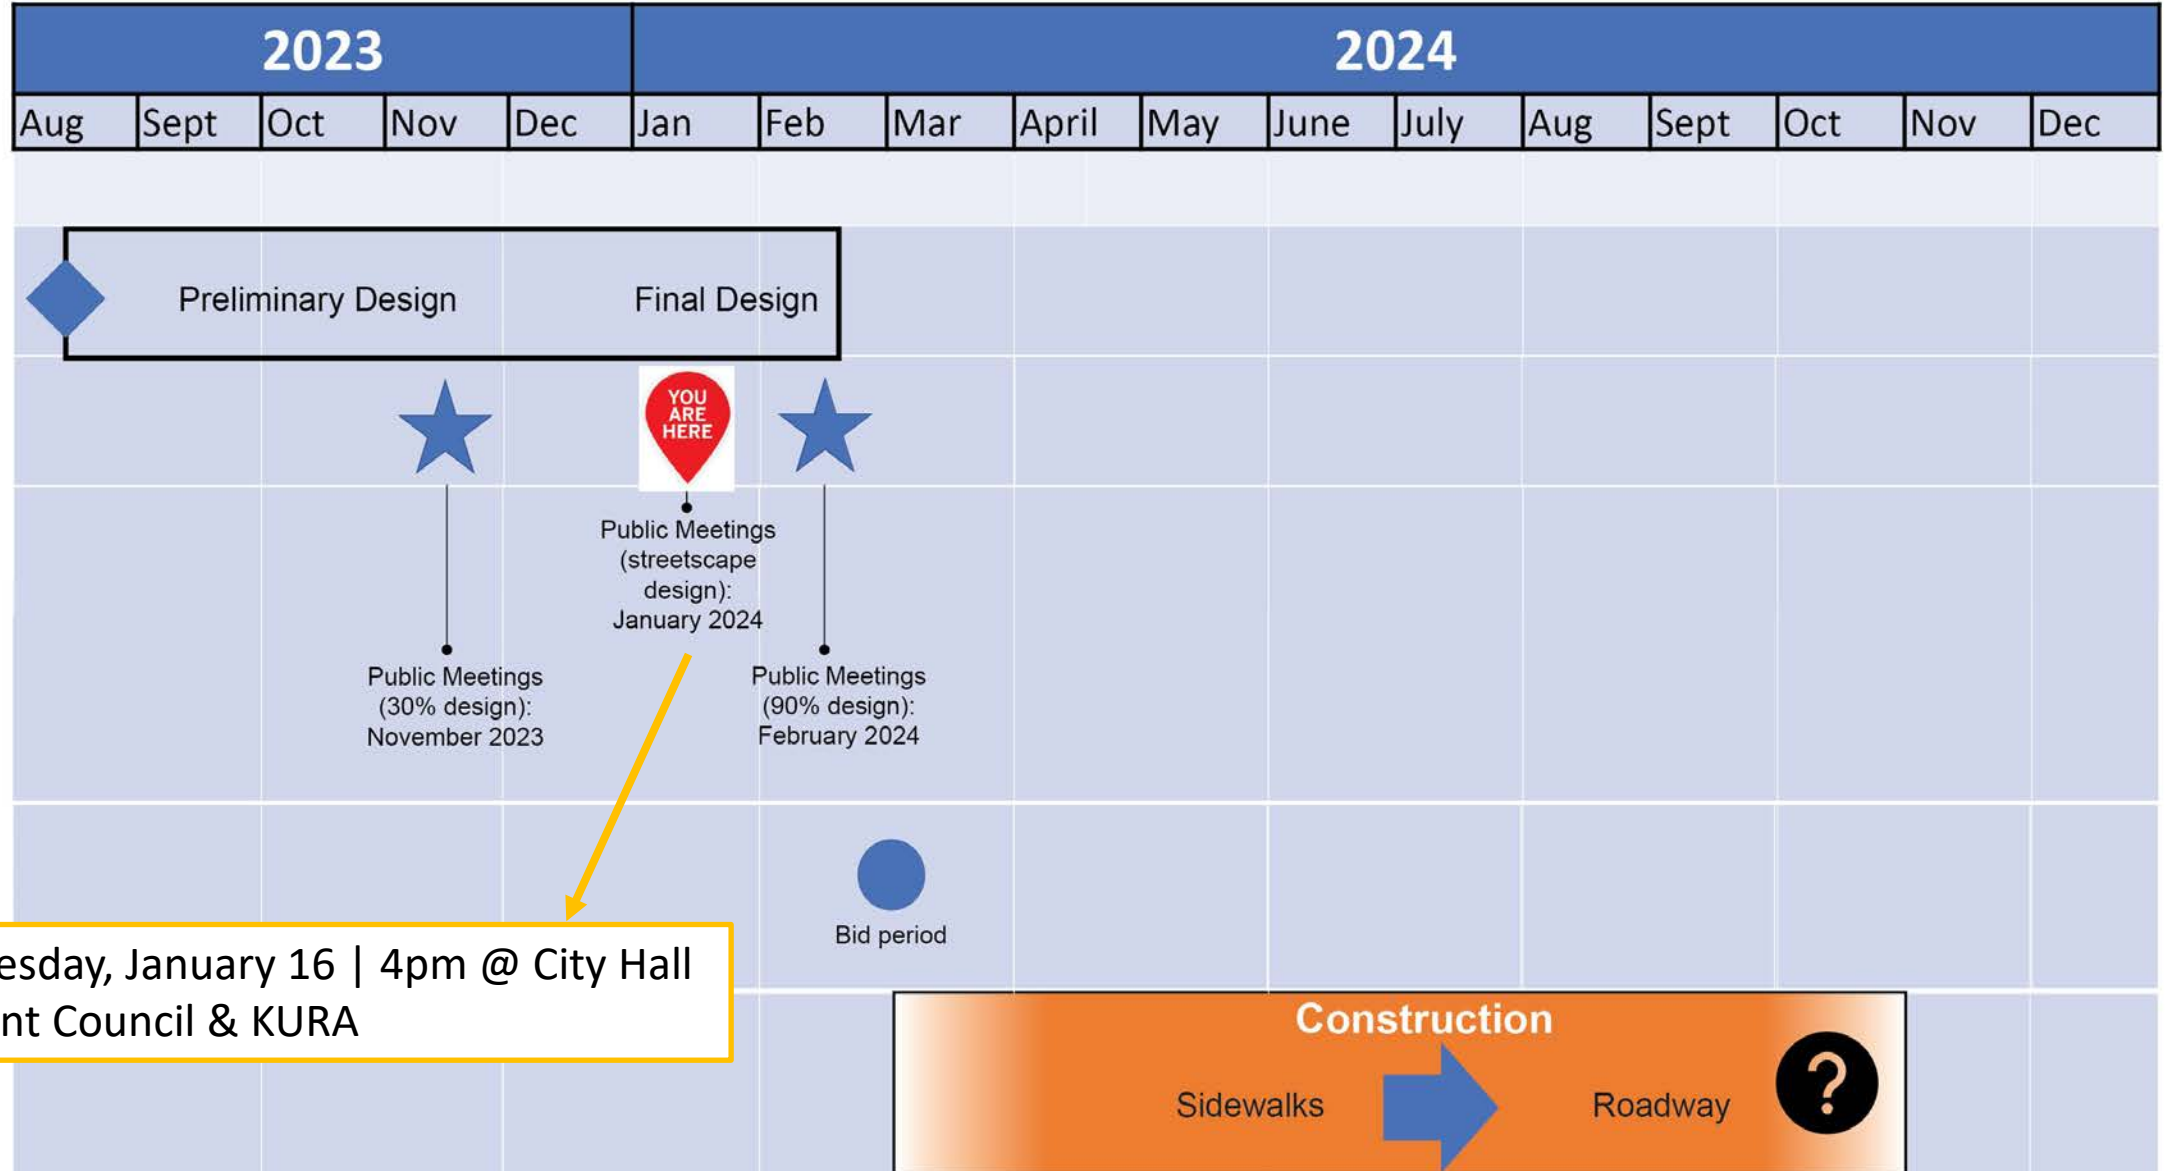 2023 2024
Aug Sept Oct Nov Dec Jan Feb Mar April May June July Aug Sept Oct Nov Dec
Preliminary Design Final Design
YOU
ARE
HERE
Public Meetings
(streetscape
design):
January 2024
Public Meetings
(30% design):
November 2023
Public Meetings
(90% design):
February 2024
Bid period
esday, January 16 | 4pm @ City Hall
nt Council & KURA
Construction
Sidewalks Roadway
?